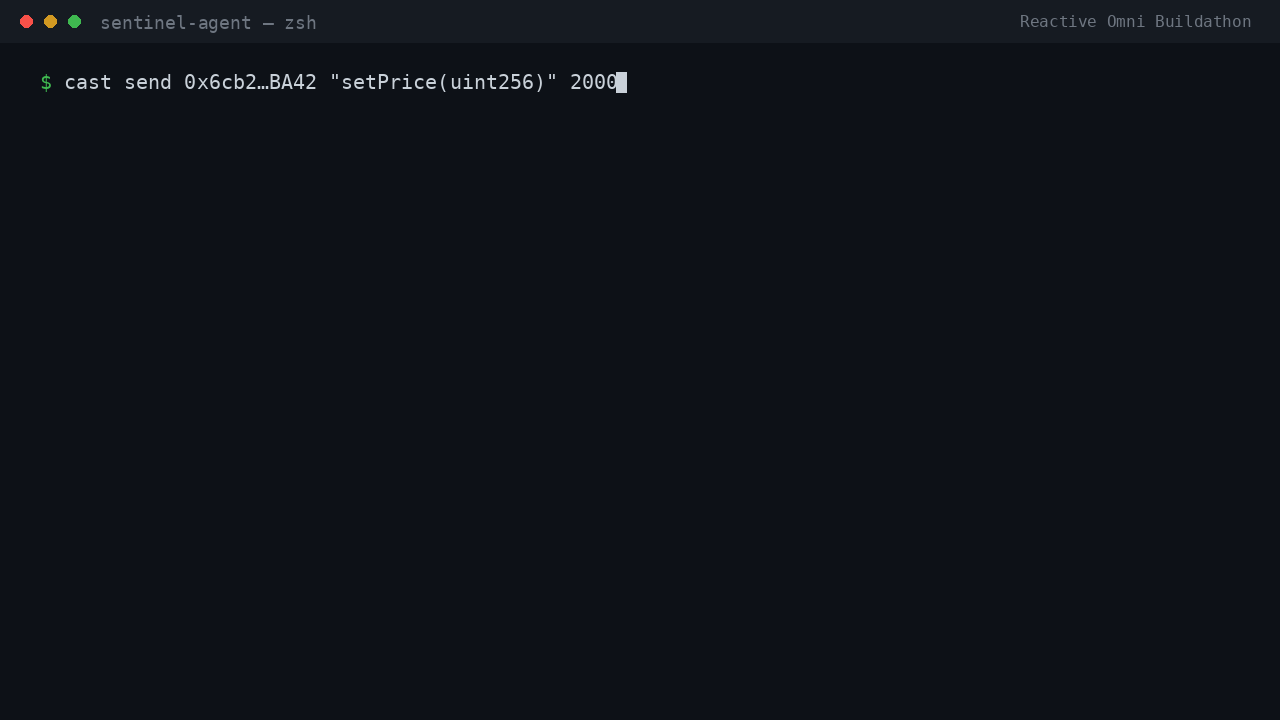 sentinel-agent — zsh
Reactive Omni Buildathon
$ cast send 0x6cb2…BA42 "setPrice(uint256)" 2000